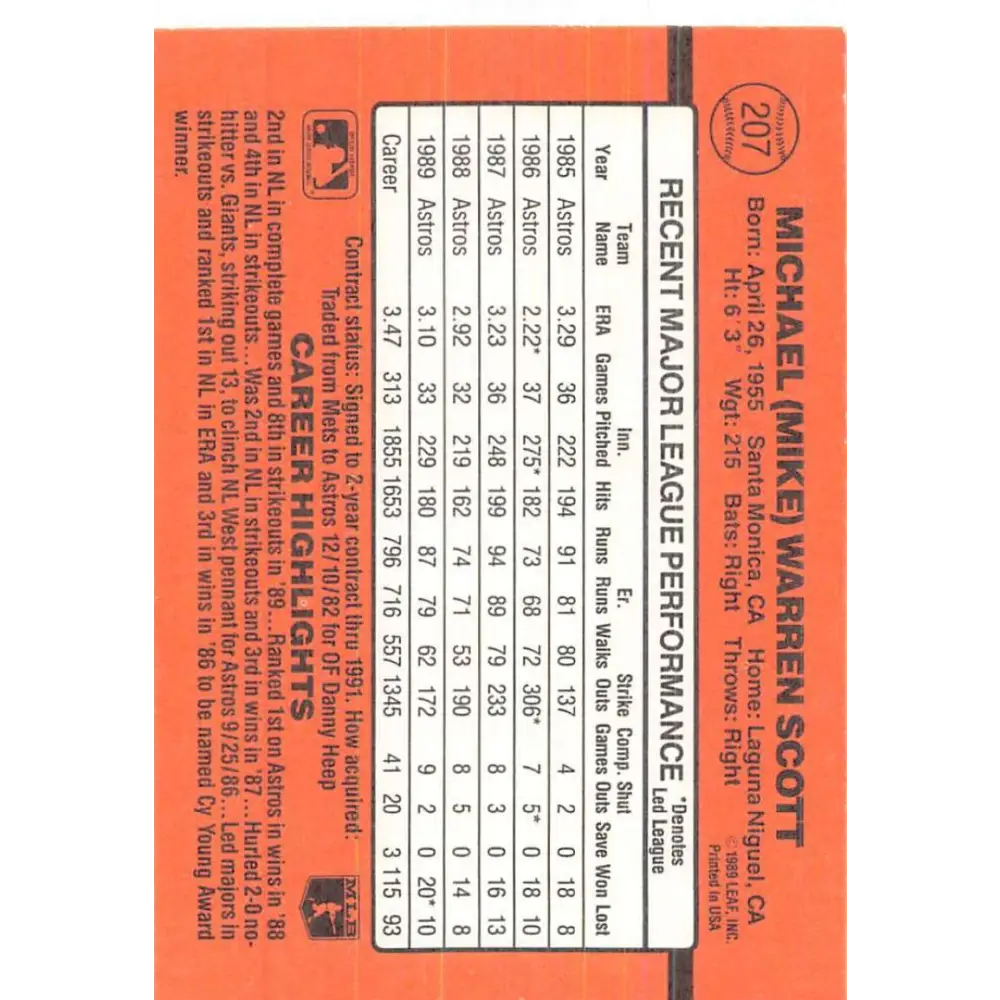 207
MICHAEL (MIKE) WARREN SCOTT
Born: April 26, 1955 Santa Monica, CA Home: Laguna Niguel, CA
Ht: 6'3" Wgt: 215 Bats: Right Throws: Right
© 1989 LEAF, INC.
Printed in USA
RECENT MAJOR LEAGUE PERFORMANCE *Denotes Led League
Year Team Name ERA Games Inn. Pitched Hits Runs Er. Runs Walks Strike Outs Comp. Games Shut Outs Save Won Lost
1985 Astros 3.29 36 222 194 91 81 80 137 4 2 0 18 8
1986 Astros 2.22* 37 275* 182 73 68 72 306* 7 5* 0 18 10
1987 Astros 3.23 36 248 199 94 89 79 233 8 3 0 16 13
1988 Astros 2.92 32 219 162 74 71 53 190 8 5 0 14 8
1989 Astros 3.10 33 229 180 87 79 62 172 9 2 0 20* 10
Career 3.47 313 1855 1653 796 716 557 1345 41 20 3 115 93
Contract status: Signed to 2-year contract thru 1991. How acquired:
Traded from Mets to Astros 12/10/82 for OF Danny Heep
MLB
CAREER HIGHLIGHTS
2nd in NL in complete games and 8th in strikeouts in '89...Ranked 1st on Astros in wins in '88
and 4th in NL in strikeouts...Was 2nd in NL in strikeouts and 3rd in wins in '87...Hurled 2-0 no-
hitter vs. Giants, striking out 13, to clinch NL West pennant for Astros 9/25/86...Led majors in
strikeouts and ranked 1st in NL in ERA and 3rd in wins in '86 to be named Cy Young Award
winner.